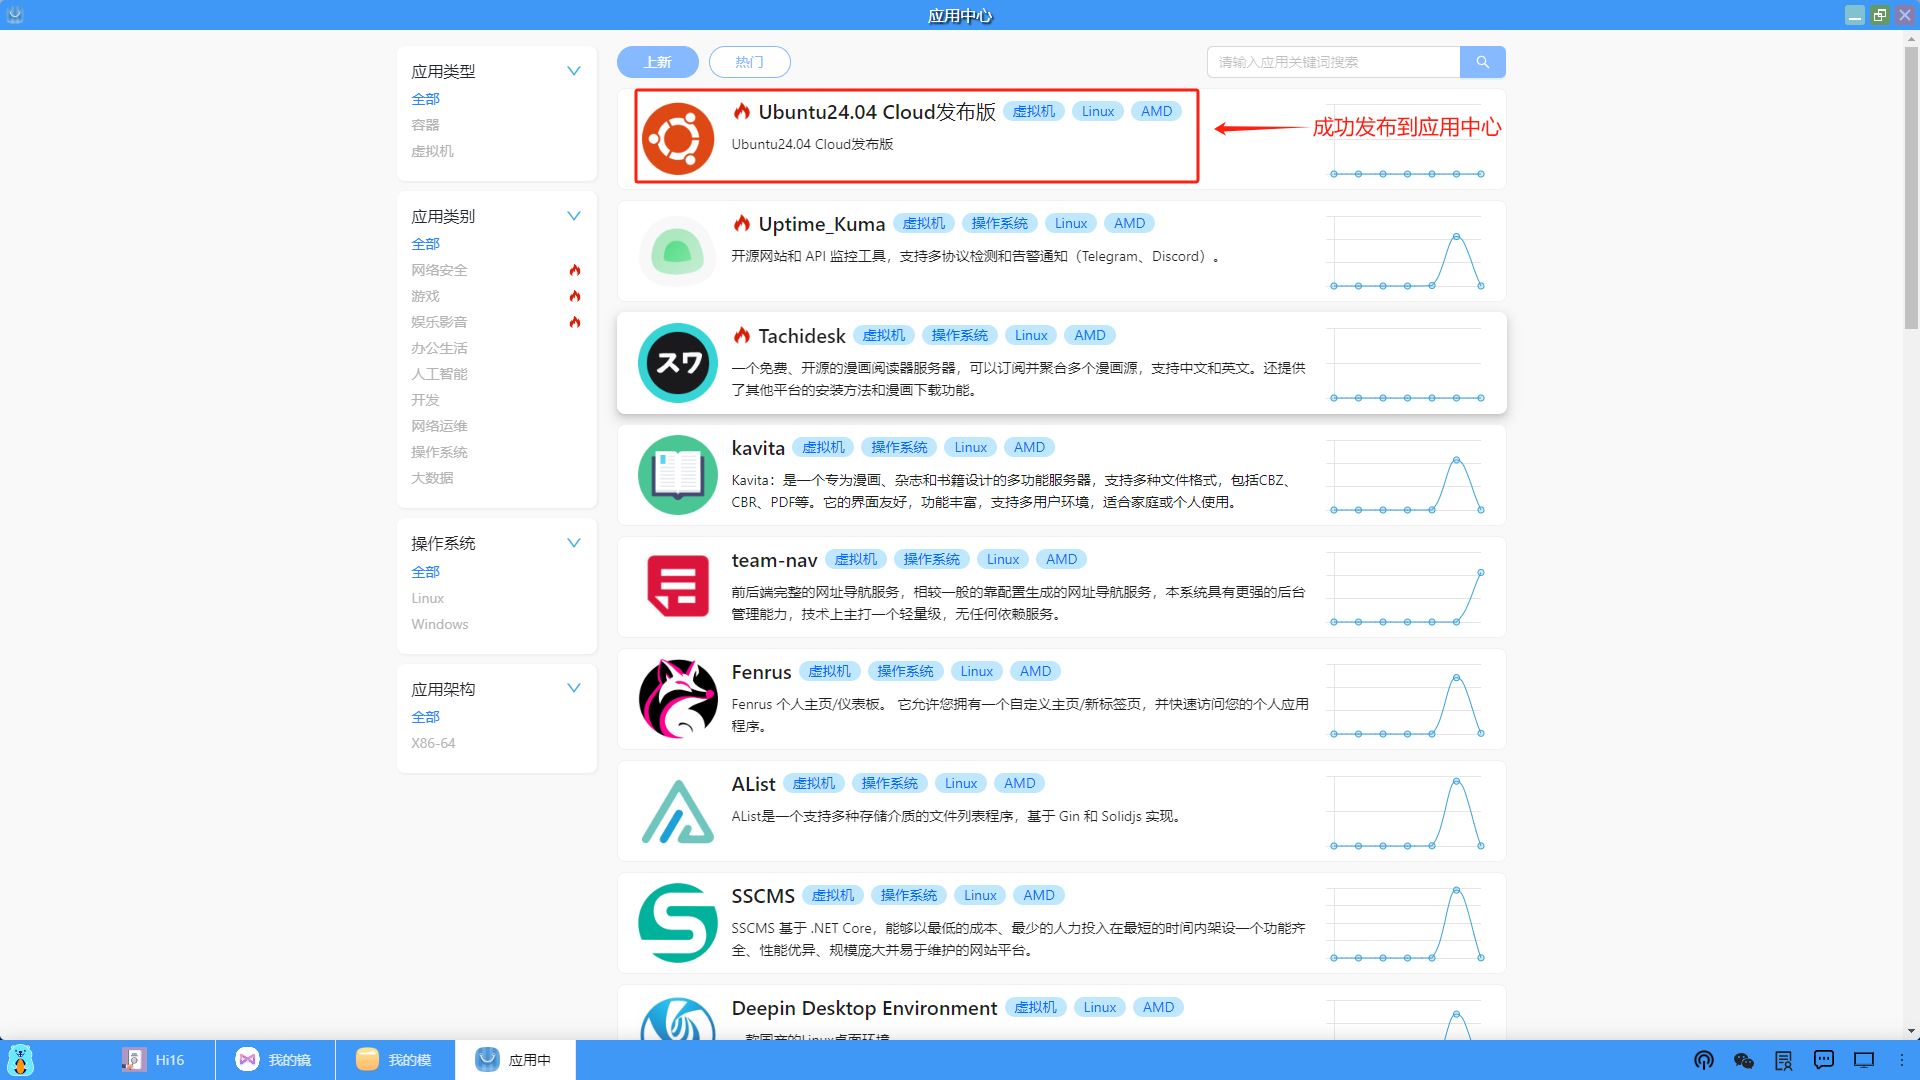 应用中心
应用类型
全部
容器
虚拟机
应用类别
全部
网络安全
游戏
娱乐影音
办公生活
人工智能
开发
网络运维
操作系统
大数据
操作系统
全部
Linux
Windows
应用架构
全部
X86-64
上新 热门 请输入应用关键词搜索
Ubuntu24.04 Cloud发布版 虚拟机 Linux AMD
Ubuntu24.04 Cloud发布版
成功发布到应用中心
Uptime_Kuma 虚拟机 操作系统 Linux AMD
开源网站和 API 监控工具，支持多协议检测和告警通知（Telegram、Discord）。
スワ
Tachidesk 虚拟机 操作系统 Linux AMD
一个免费、开源的漫画阅读器服务器，可以订阅并聚合多个漫画源，支持中文和英文。还提供
了其他平台的安装方法和漫画下载功能。
kavita 虚拟机 操作系统 Linux AMD
Kavita：是一个专为漫画、杂志和书籍设计的多功能服务器，支持多种文件格式，包括CBZ、
CBR、PDF等。它的界面友好，功能丰富，支持多用户环境，适合家庭或个人使用。
team-nav 虚拟机 操作系统 Linux AMD
前后端完整的网址导航服务，相较一般的靠配置生成的网址导航服务，本系统具有更强的后台
管理能力，技术上主打一个轻量级，无任何依赖服务。
Fenrus 虚拟机 操作系统 Linux AMD
Fenrus 个人主页/仪表板。 它允许您拥有一个自定义主页/新标签页，并快速访问您的个人应用
程序。
AList 虚拟机 操作系统 Linux AMD
AList是一个支持多种存储介质的文件列表程序，基于 Gin 和 Solidjs 实现。
SSCMS 虚拟机 操作系统 Linux AMD
SSCMS 基于 .NET Core，能够以最低的成本、最少的人力投入在最短的时间内架设一个功能齐
全、性能优异、规模庞大并易于维护的网站平台。
Deepin Desktop Environment 虚拟机 Linux AMD
一款国产的Linux桌面环境
Hi16 我的镜 我的模 应用中